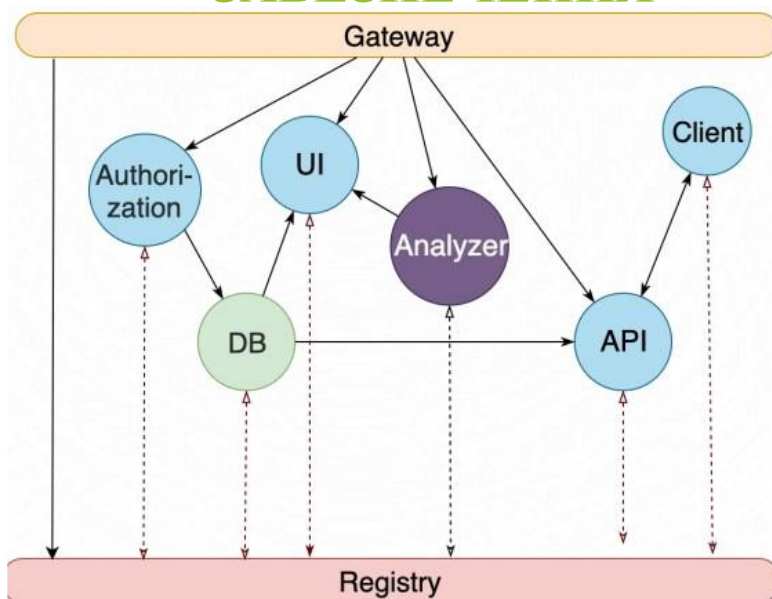 Gateway
Client
UI
Authori-
zation
Analyzer
DB
API
Registry